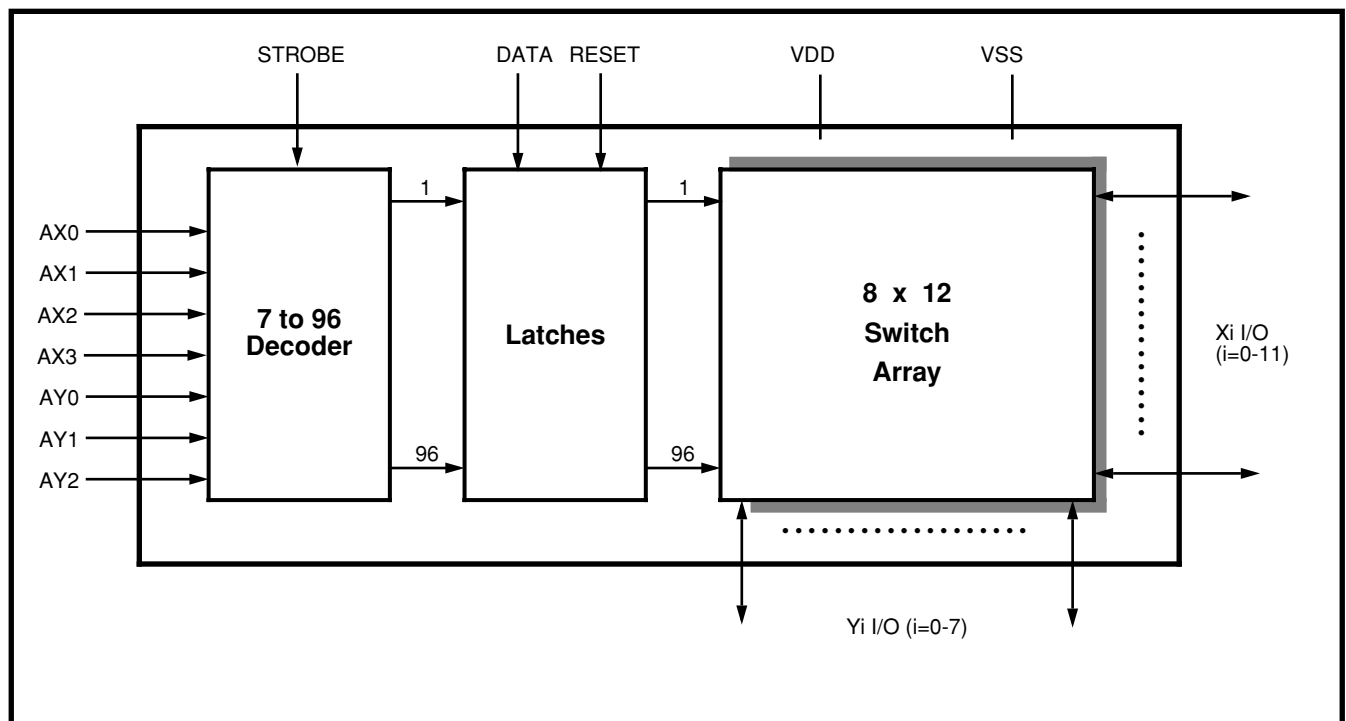 STROBE
DATA
RESET
VDD
VSS
AX0
AX1
AX2
AX3
AY0
AY1
AY2
7 to 96
Decoder
1
96
Latches
1
96
8 x 12
Switch
Array
Xi I/O
(i=0-11)
Yi I/O (i=0-7)